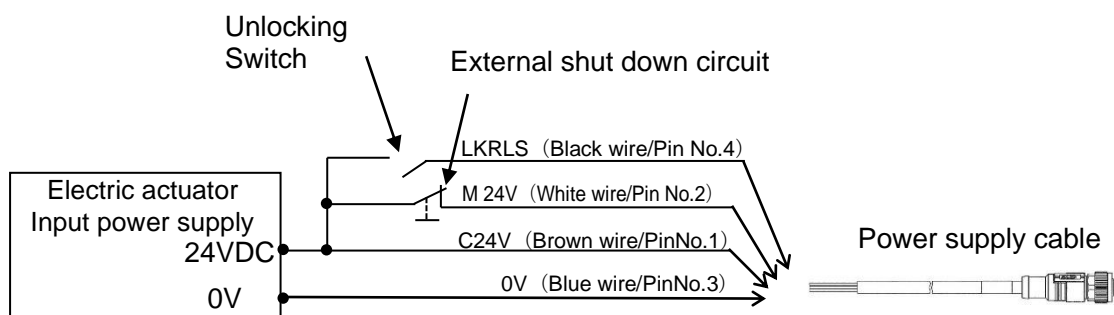 Unlocking
Switch
External shut down circuit
LKRLS（Black wire/Pin No.4）
M 24V（White wire/Pin No.2）
Electric actuator
Input power supply
24VDC
C24V（Brown wire/PinNo.1）
Power supply cable
0V
0V（Blue wire/PinNo.3）